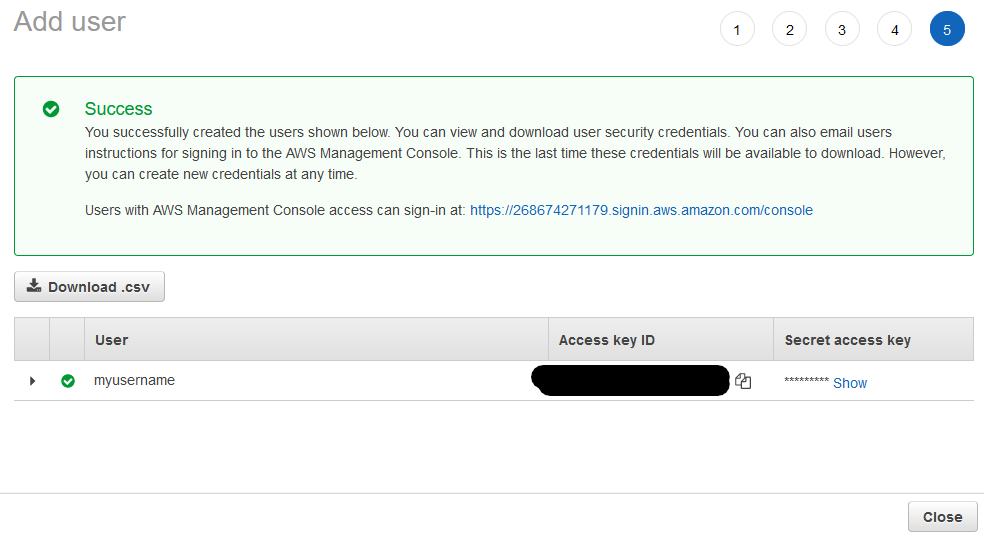 Add user
1 2 3 4 5
Success
You successfully created the users shown below. You can view and download user security credentials. You can also email users
instructions for signing in to the AWS Management Console. This is the last time these credentials will be available to download. However,
you can create new credentials at any time.
Users with AWS Management Console access can sign-in at: https://268674271179.signin.aws.amazon.com/console
Download .csv
User Access key ID Secret access key
myusername ********* Show
Close